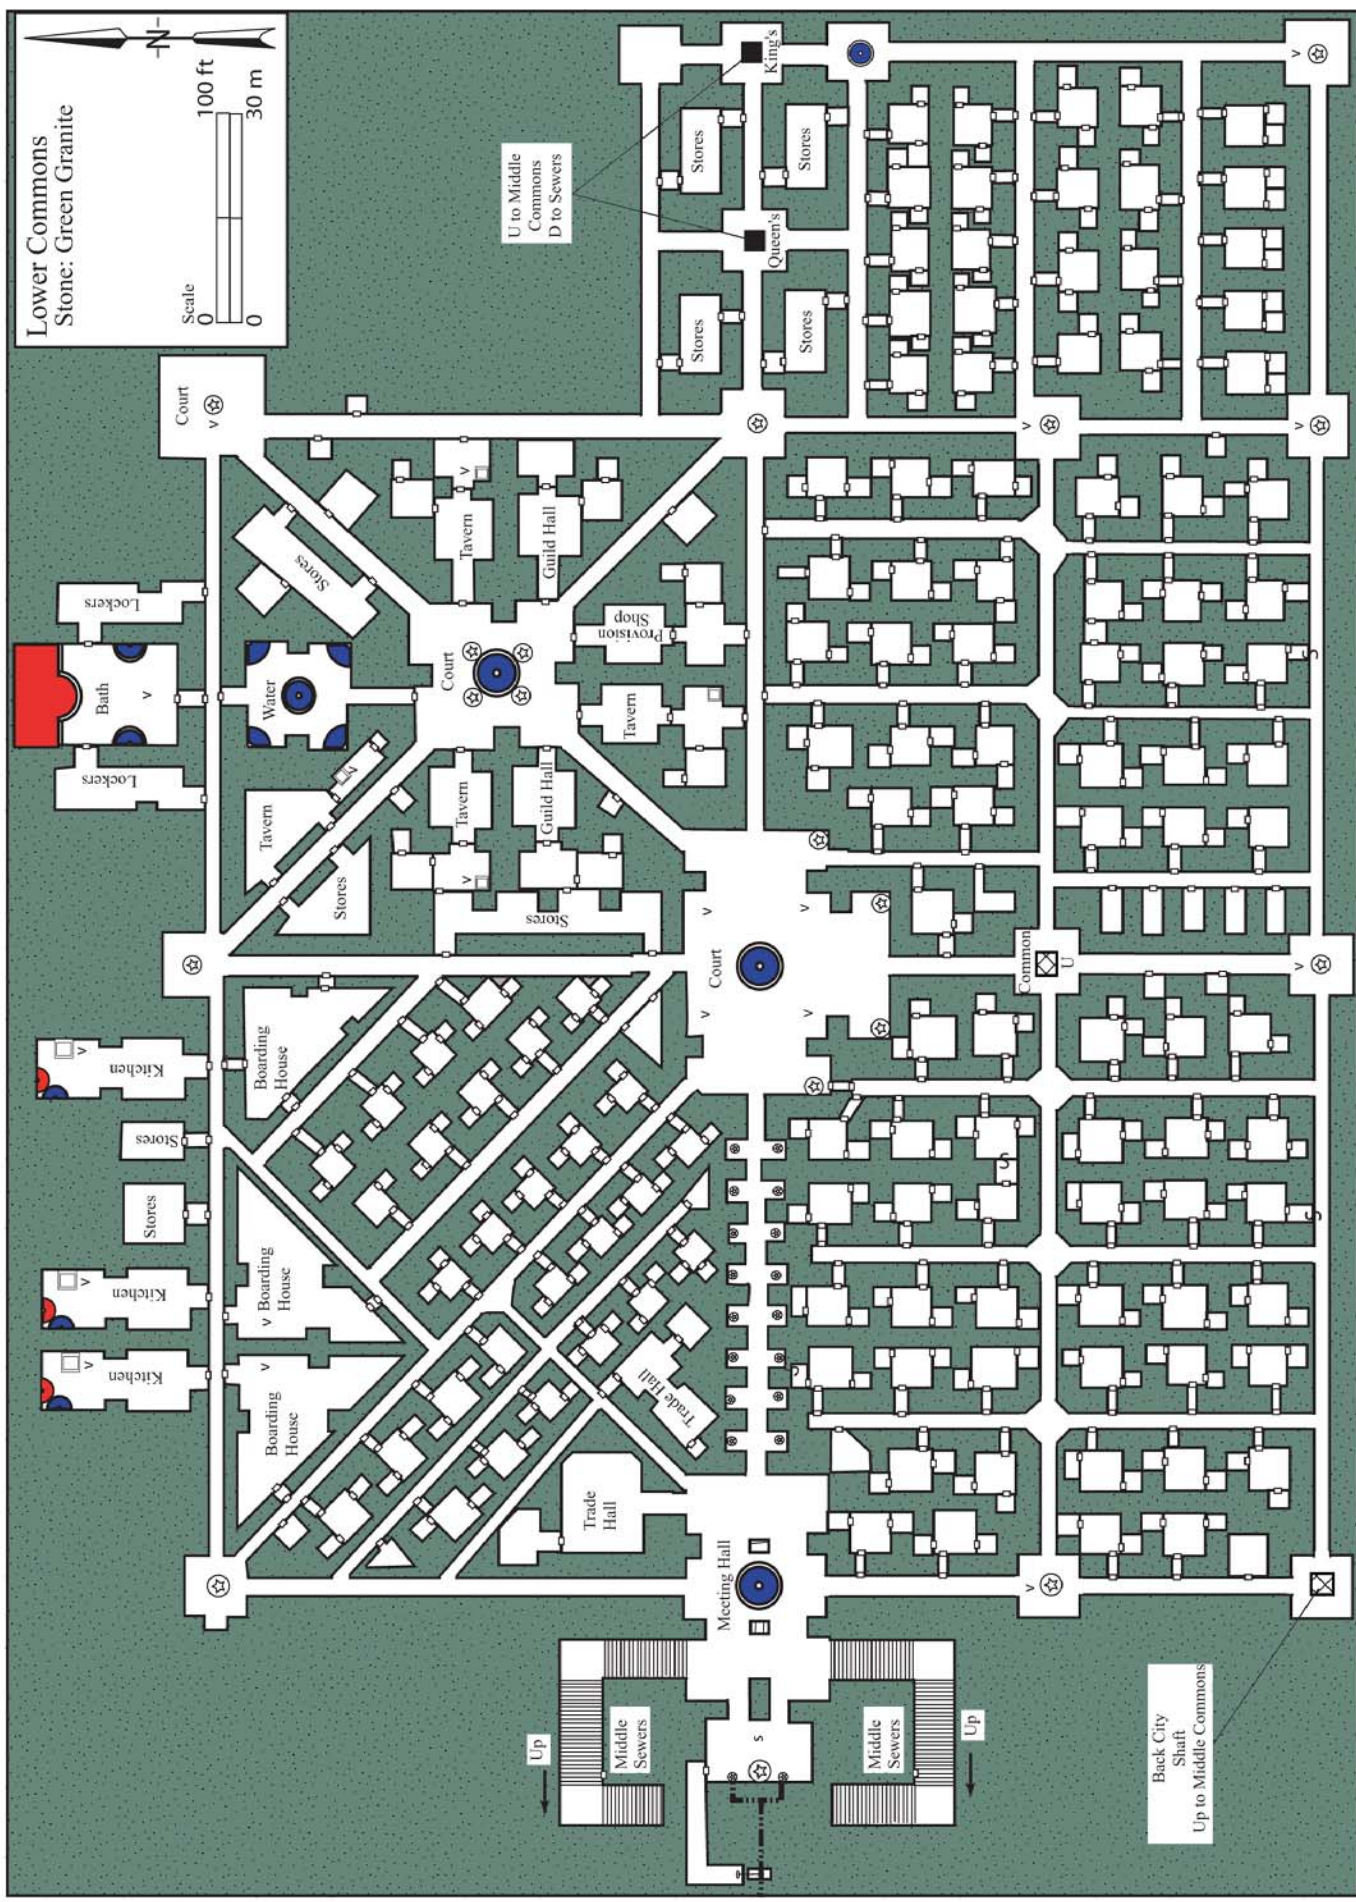 Lower Commons
Stone: Green Granite
Scale
0
100 ft
0
30 m
N
U to Middle
Commons
D to Sewers
King's
Queen's
Stores
Stores
Stores
Stores
Court
v
Lockers
Bath
v
Lockers
Water
Stores
Tavern
v
Guild Hall
Court
Provision
Shop
Tavern
Tavern
v
Stores
Tavern
v
Guild Hall
Stores
Kitchen
v
Stores
Stores
Kitchen
v
Kitchen
v
Boarding
House
Boarding
House
v
Boarding
House
v
Court
v
v
v
v
Common
U
v
v
v
v
v
S
S
S
S
Trade Hall
Trade
Hall
Meeting Hall
v
s
Up
Middle
Sewers
Middle
Sewers
Up
Back City
Shaft
Up to Middle Commons